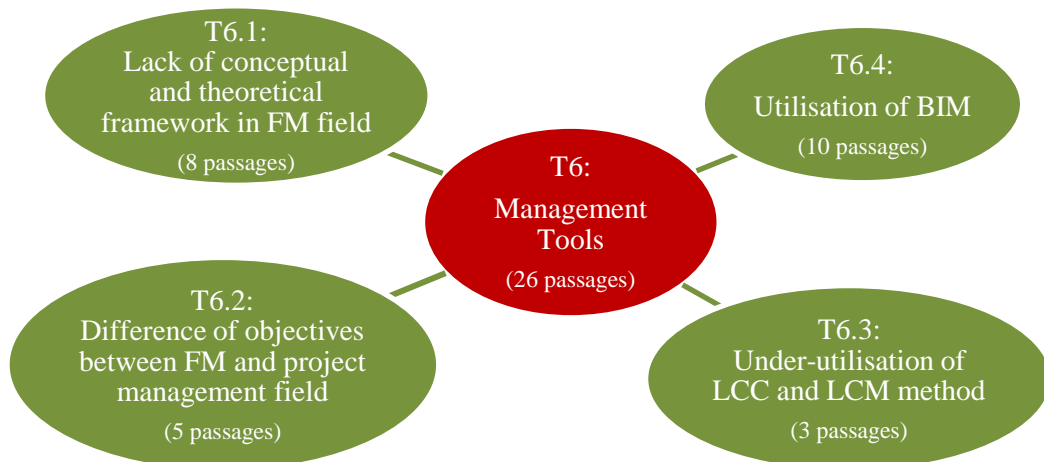 T6.1:
Lack of conceptual
and theoretical
framework in FM field
(8 passages)
T6.4:
Utilisation of BIM
(10 passages)
T6:
Management
Tools
(26 passages)
T6.2:
Difference of objectives
between FM and project
management field
(5 passages)
T6.3:
Under-utilisation of
LCC and LCM method
(3 passages)